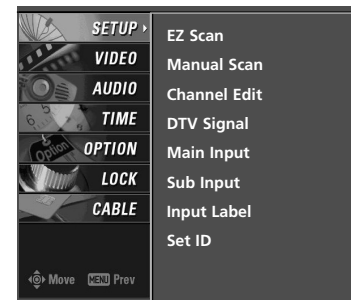 SETUP
VIDEO
AUDIO
TIME
OPTION
LOCK
CABLE
Move MENU Prev
EZ Scan
Manual Scan
Channel Edit
DTV Signal
Main Input
Sub Input
Input Label
Set ID